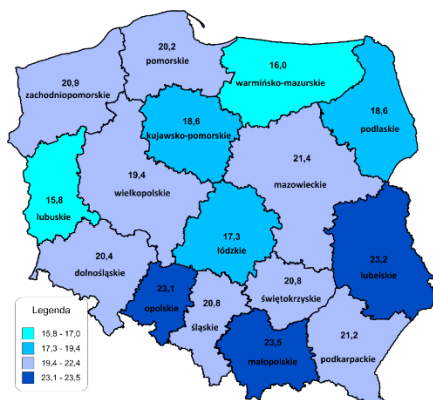 20,2
pomorskie
16,0
warmińsko-mazurskie
20,9
zachodniopomorskie
18,6
kujawsko-pomorskie
18,6
podlaskie
19,4
wielkopolskie
21,4
mazowieckie
15,8
lubuskie
17,3
łódzkie
20,4
dolnośląskie
23,2
lubelskie
23,1
opolskie
20,8
śląskie
20,8
świętokrzyskie
23,5
małopolskie
21,2
podkarpackie
Legenda
15,8 - 17,0
17,3 - 19,4
19,4 - 22,4
23,1 - 23,5